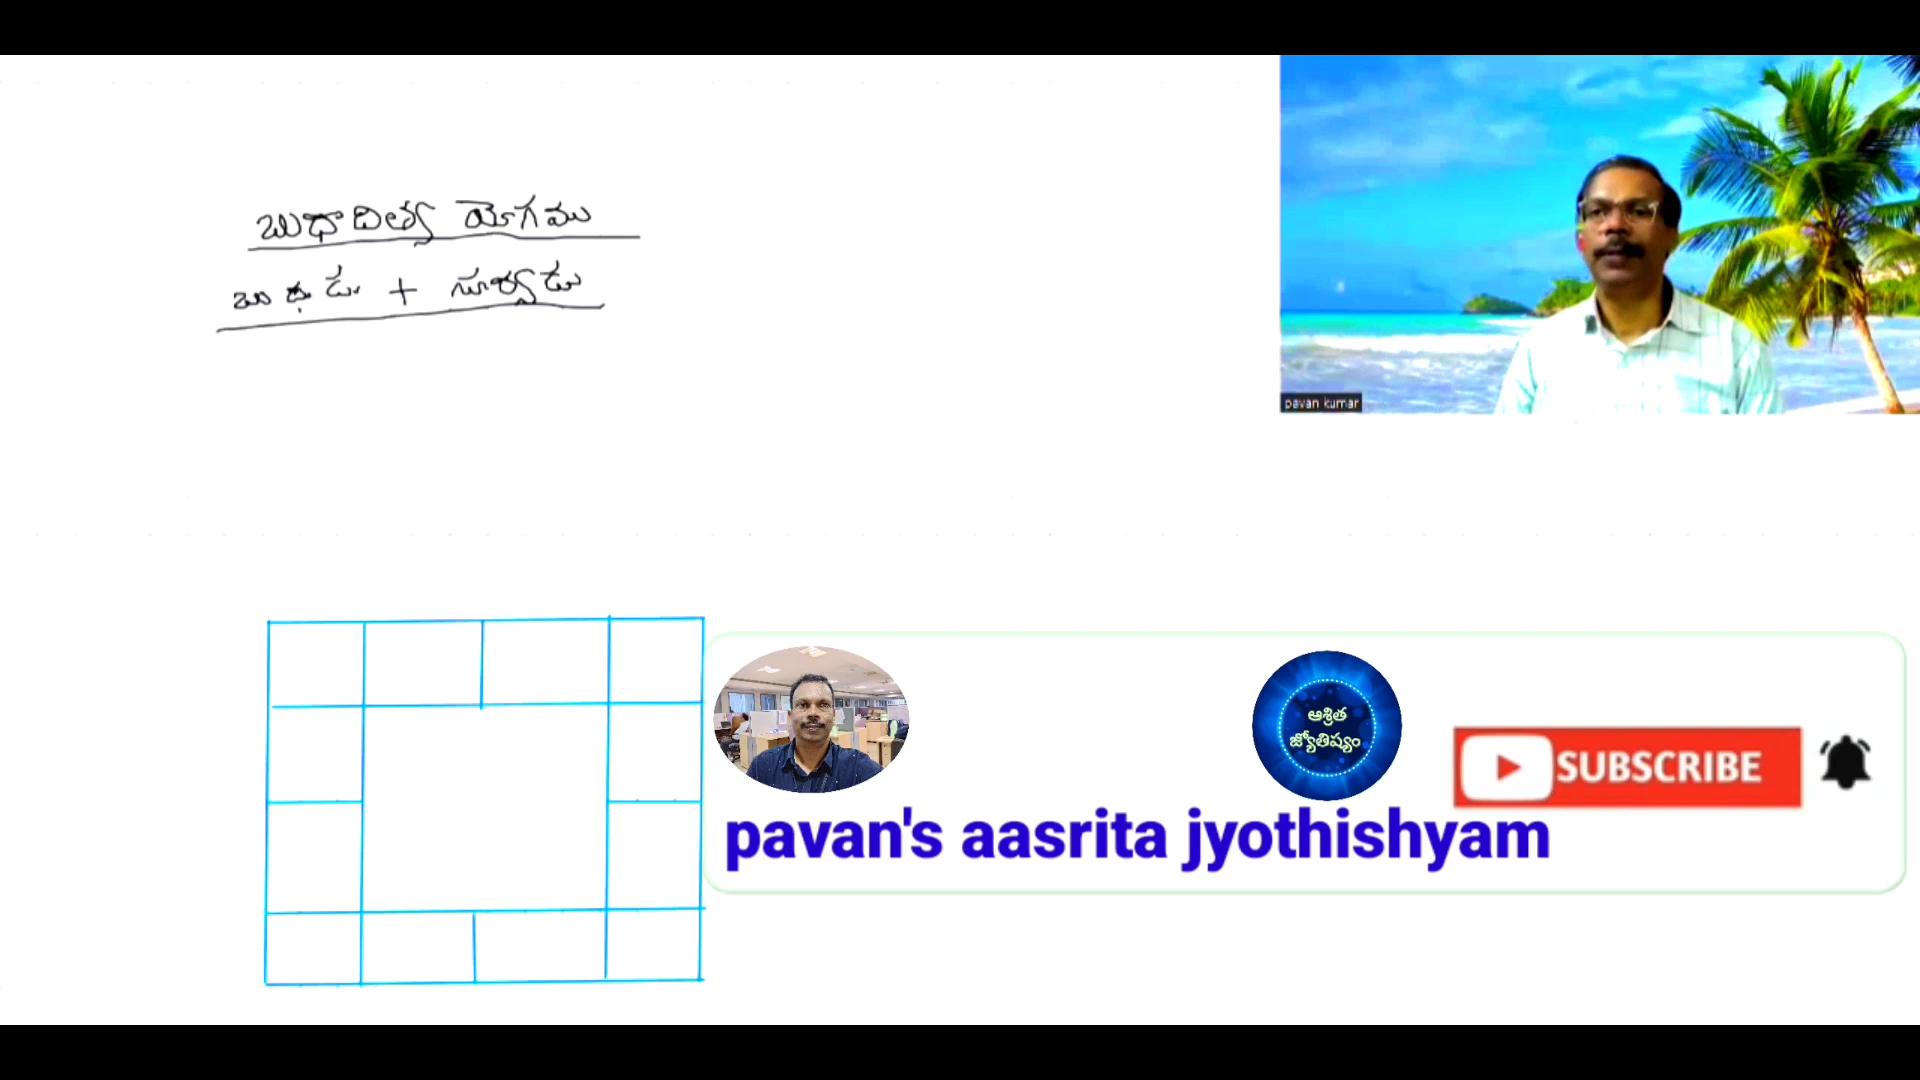 బుధాదిత్య యోగము
బుధుడు + సూర్యుడు
pavan kumar
ఆశ్రిత
జ్యోతిష్యం
SUBSCRIBE
pavan's aasrita jyothishyam